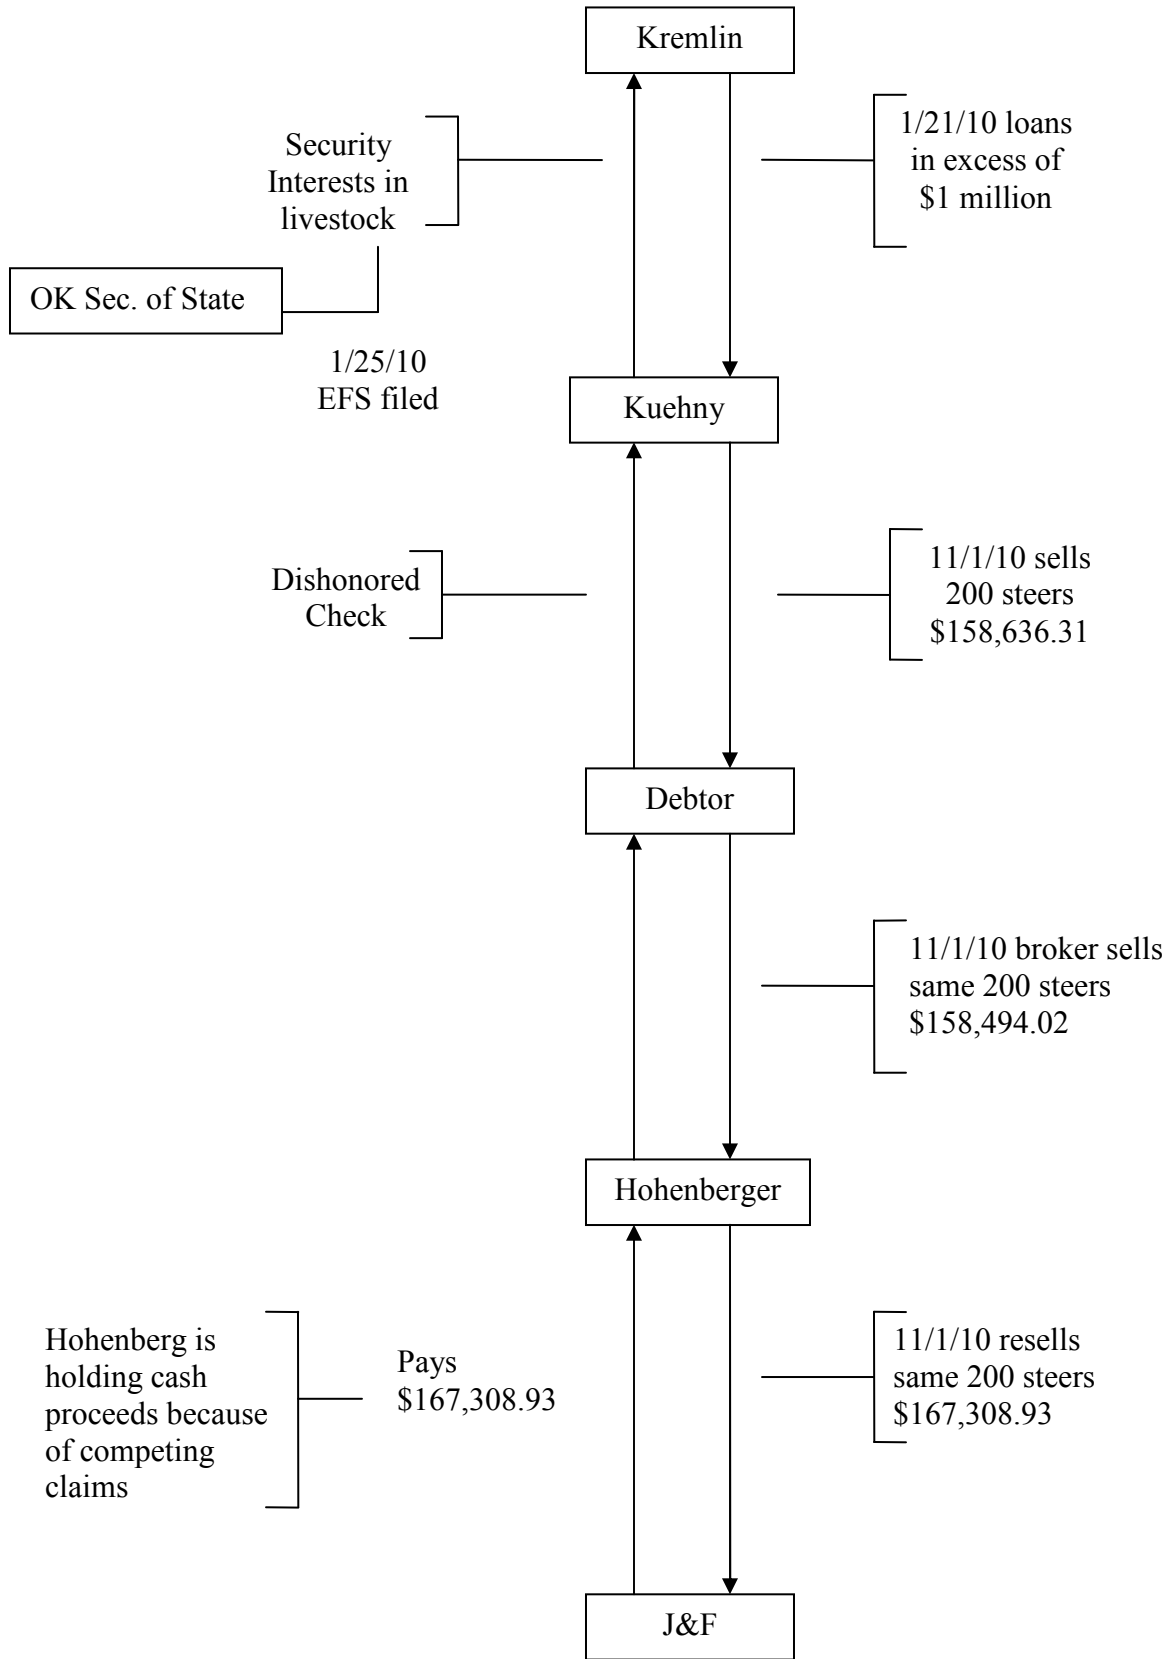 Kremlin
Security
Interests in
livestock
1/21/10 loans
in excess of
$1 million
OK Sec. of State
1/25/10
EFS filed
Kuehny
Dishonored
Check
11/1/10 sells
200 steers
$158,636.31
Debtor
11/1/10 broker sells
same 200 steers
$158,494.02
Hohenberger
Hohenberg is
holding cash
proceeds because
of competing
claims
Pays
$167,308.93
11/1/10 resells
same 200 steers
$167,308.93
J&F